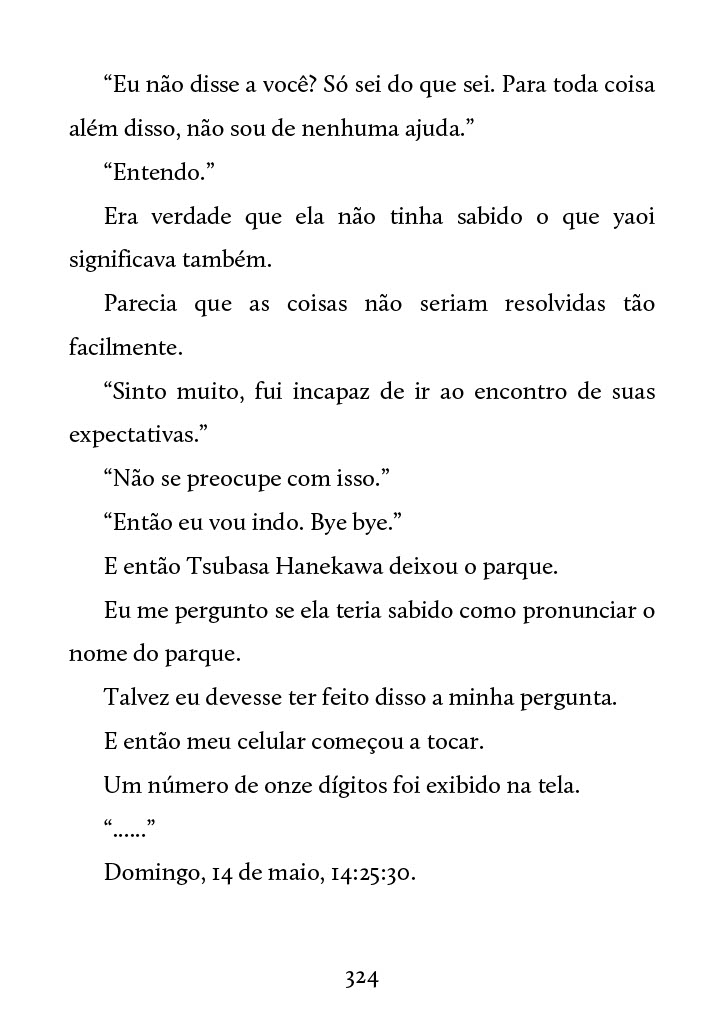 “Eu não disse a você? Só sei do que sei. Para toda coisa
além disso, não sou de nenhuma ajuda.”
“Entendo.”
Era verdade que ela não tinha sabido o que yaoi
significava também.
Parecia que as coisas não seriam resolvidas tão
facilmente.
“Sinto muito, fui incapaz de ir ao encontro de suas
expectativas.”
“Não se preocupe com isso.”
“Então eu vou indo. Bye bye.”
E então Tsubasa Hanekawa deixou o parque.
Eu me pergunto se ela teria sabido como pronunciar o
nome do parque.
Talvez eu devesse ter feito disso a minha pergunta.
E então meu celular começou a tocar.
Um número de onze dígitos foi exibido na tela.
“......”
Domingo, 14 de maio, 14:25:30.
324